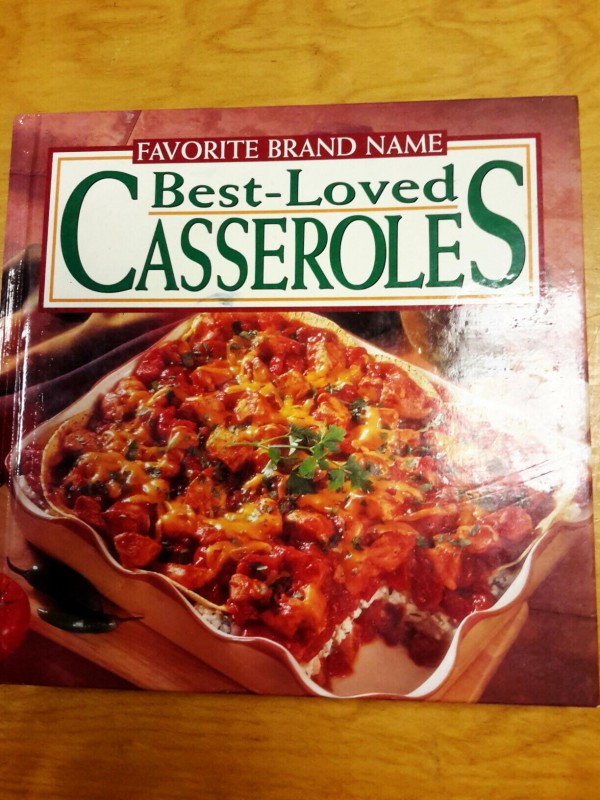 FAVORITE BRAND NAME
Best-Loved
CASSEROLES